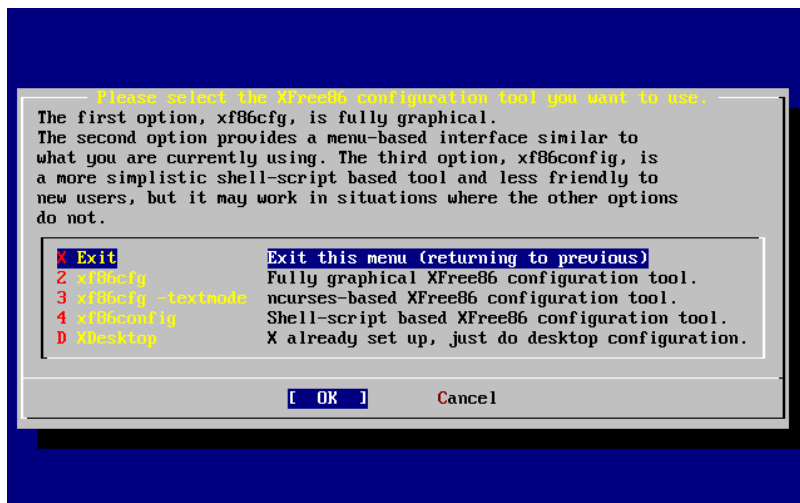 Please select the XFree86 configuration tool you want to use.
The first option, xf86cfg, is fully graphical.
The second option provides a menu-based interface similar to
what you are currently using. The third option, xf86config, is
a more simplistic shell-script based tool and less friendly to
new users, but it may work in situations where the other options
do not.
X Exit Exit this menu (returning to previous)
2 xf86cfg Fully graphical XFree86 configuration tool.
3 xf86cfg -textmode ncurses-based XFree86 configuration tool.
4 xf86config Shell-script based XFree86 configuration tool.
D XDesktop X already set up, just do desktop configuration.
[ OK ] Cancel